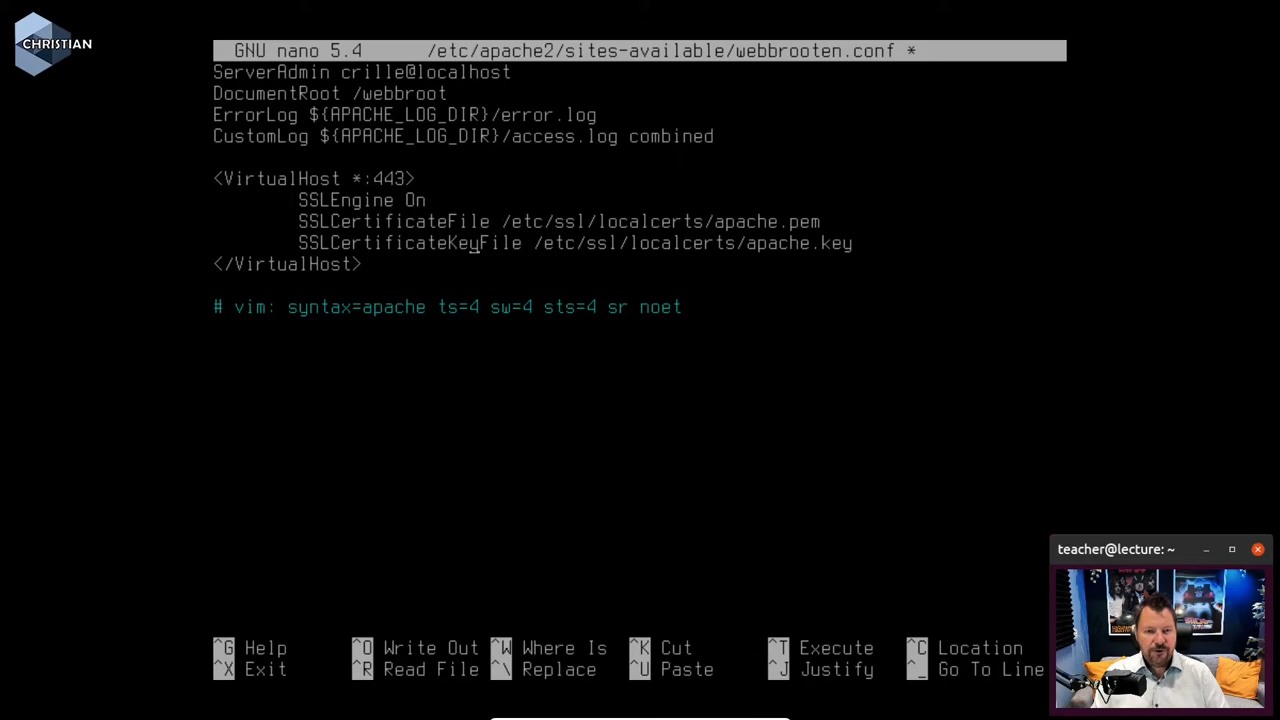 CHRISTIAN
GNU nano 5.4 /etc/apache2/sites-available/webbrooten.conf *
ServerAdmin crille@localhost
DocumentRoot /webbroot
ErrorLog ${APACHE_LOG_DIR}/error.log
CustomLog ${APACHE_LOG_DIR}/access.log combined
<VirtualHost *:443>
SSLEngine On
SSLCertificateFile /etc/ssl/localcerts/apache.pem
SSLCertificateKeyFile /etc/ssl/localcerts/apache.key
</VirtualHost>
# vim: syntax=apache ts=4 sw=4 sts=4 sr noet
teacher@lecture: ~
^G Help ^O Write Out ^W Where Is ^K Cut ^T Execute ^C Location
^X Exit ^R Read File ^\ Replace ^U Paste ^J Justify ^_ Go To Line